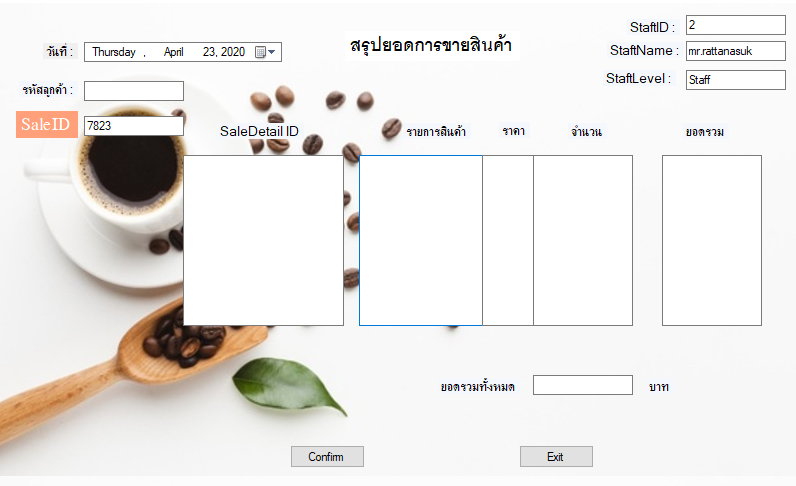 StaftID : 2
วันที่ : Thursday , April 23, 2020 สรุปยอดการขายสินค้า StaftName : mr.rattanasuk
รหัสลูกค้า : StaftLevel : Staff
SaleID 7823
SaleDetail ID รายการสินค้า ราคา จำนวน ยอดรวม
ยอดรวมทั้งหมด บาท
Confirm Exit